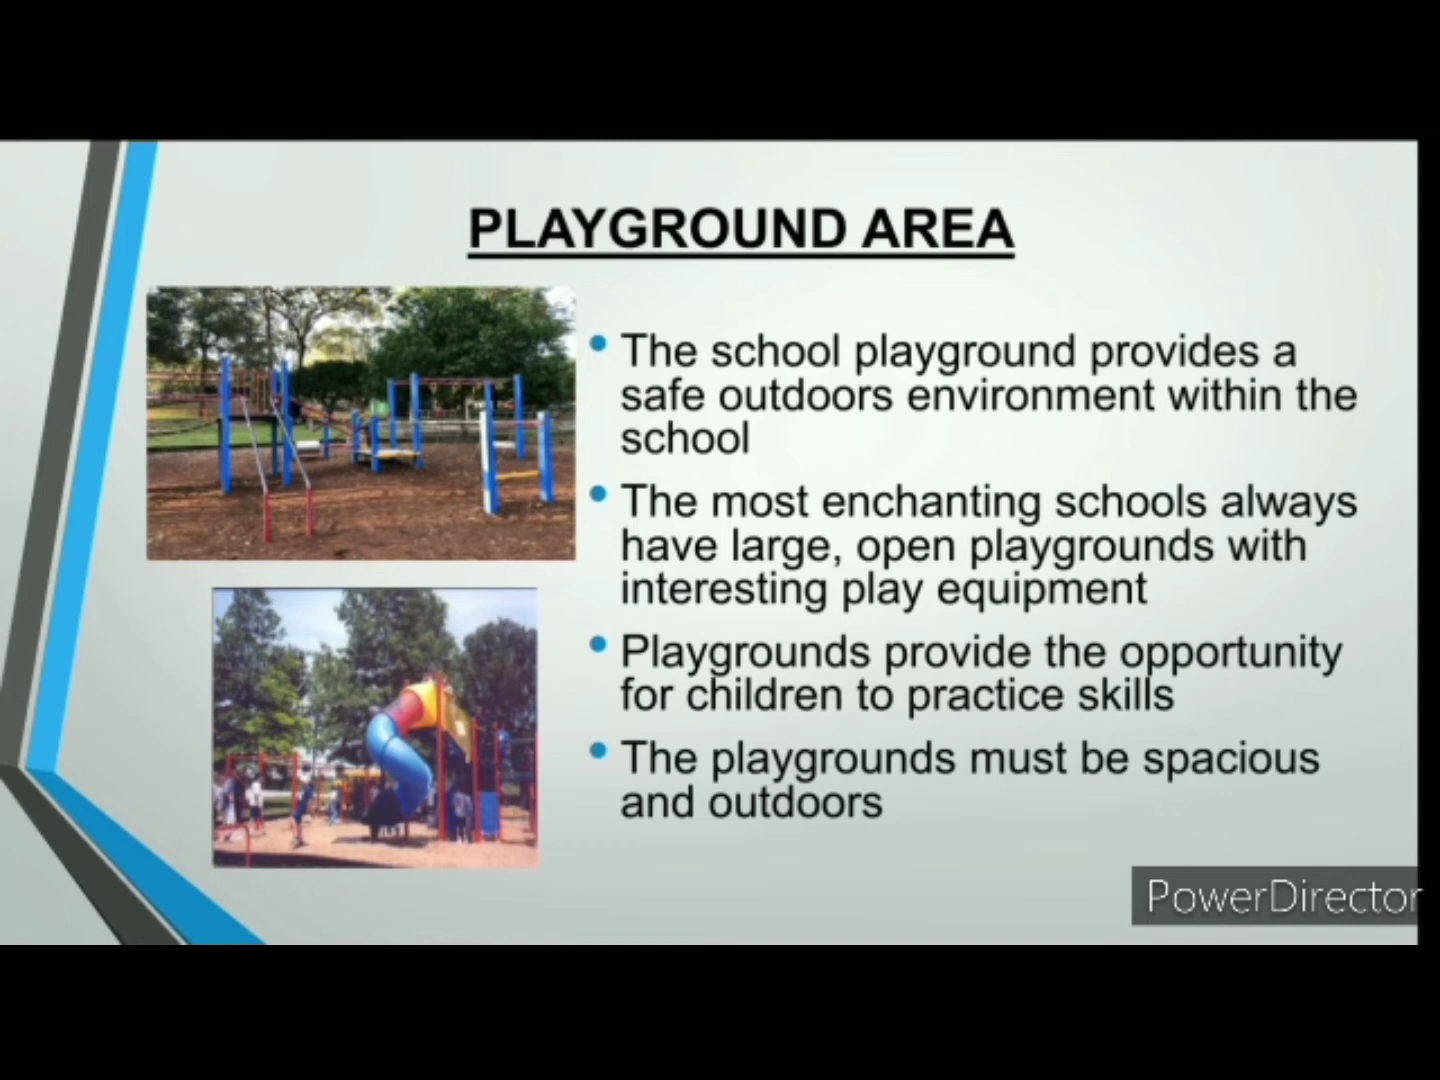 PLAYGROUND AREA
• The school playground provides a
safe outdoors environment within the
school
• The most enchanting schools always
have large, open playgrounds with
interesting play equipment
• Playgrounds provide the opportunity
for children to practice skills
• The playgrounds must be spacious
and outdoors
PowerDirector